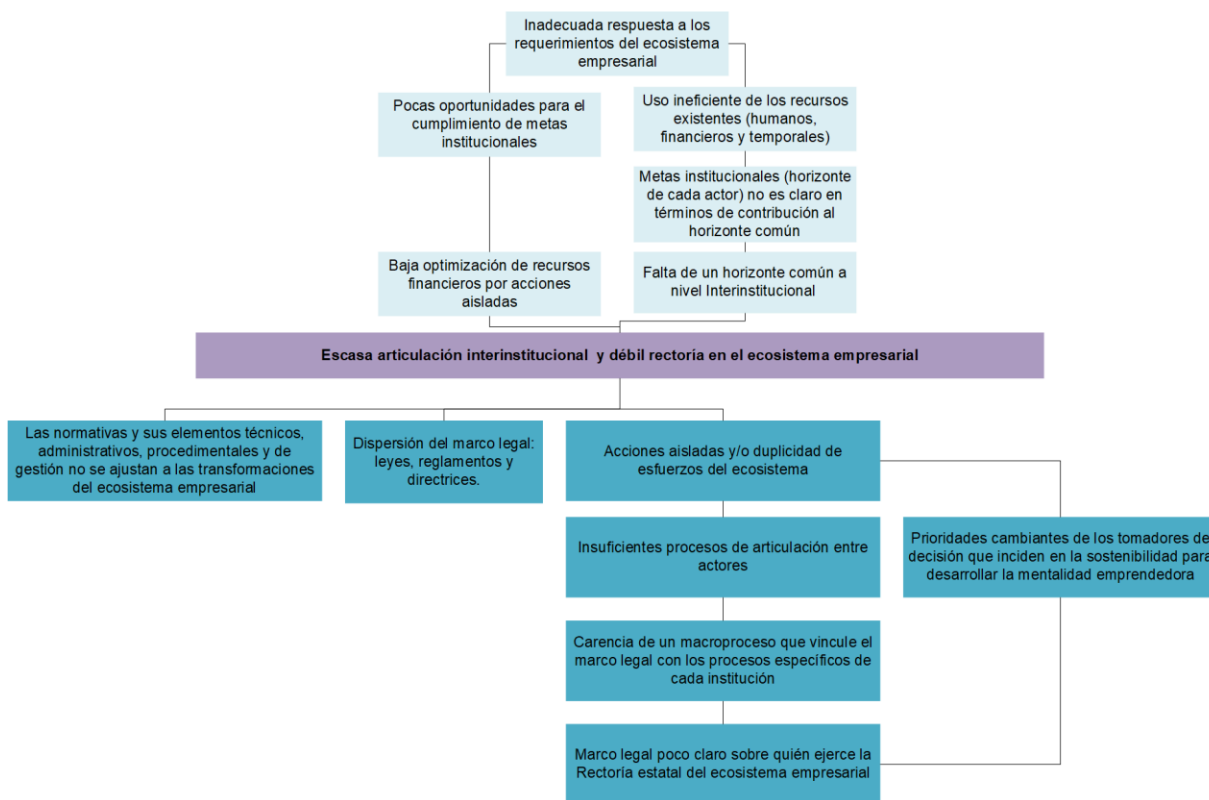 Inadecuada respuesta a los
requerimientos del ecosistema
empresarial
Pocas oportunidades para el
cumplimiento de metas
institucionales
Uso ineficiente de los recursos
existentes (humanos,
financieros y temporales)
Metas institucionales (horizonte
de cada actor) no es claro en
términos de contribución al
horizonte común
Baja optimización de recursos
financieros por acciones
aisladas
Falta de un horizonte común a
nivel Interinstitucional
Escasa articulación interinstitucional y débil rectoría en el ecosistema empresarial
Las normativas y sus elementos técnicos,
administrativos, procedimentales y de
gestión no se ajustan a las transformaciones
del ecosistema empresarial
Dispersión del marco legal:
leyes, reglamentos y
directrices.
Acciones aisladas y/o duplicidad de
esfuerzos del ecosistema
Insuficientes procesos de articulación entre
actores
Prioridades cambiantes de los tomadores de
decisión que inciden en la sostenibilidad para
desarrollar la mentalidad emprendedora
Carencia de un macroproceso que vincule el
marco legal con los procesos específicos de
cada institución
Marco legal poco claro sobre quién ejerce la
Rectoría estatal del ecosistema empresarial